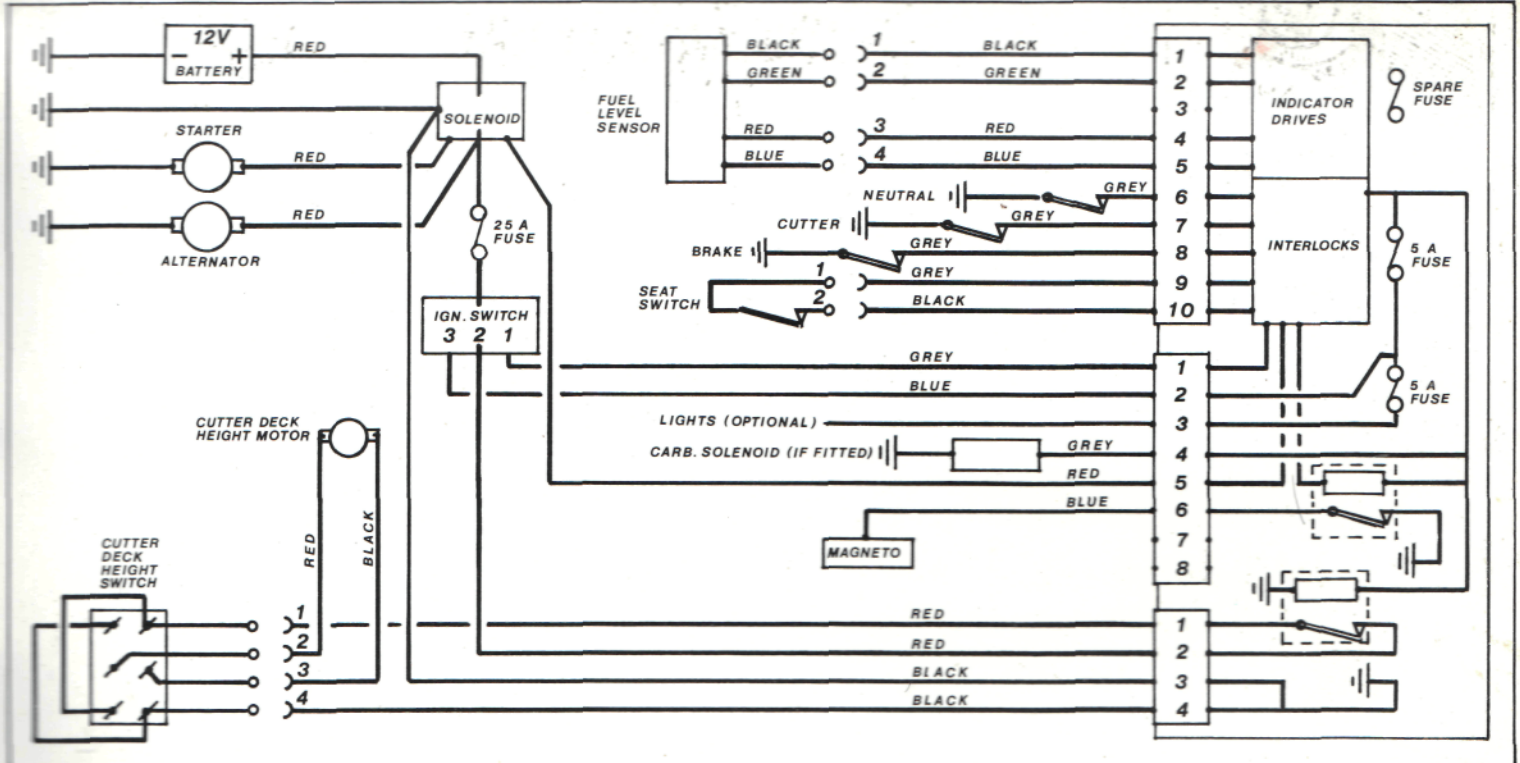 12V
- +
BATTERY
RED
SOLENOID
STARTER
RED
RED
ALTERNATOR
25 A
FUSE
IGN. SWITCH
3 2 1
FUEL
LEVEL
SENSOR
BLACK 1 BLACK 1
GREEN 2 GREEN 2
3
RED 3 RED 4
BLUE 4 BLUE 5
NEUTRAL GREY 6
CUTTER GREY 7
BRAKE GREY 8
SEAT
SWITCH
1 GREY 9
2 BLACK 10
INDICATOR
DRIVES
INTERLOCKS
SPARE
FUSE
5 A
FUSE
5 A
FUSE
GREY 1
BLUE 2
LIGHTS (OPTIONAL) 3
CARB. SOLENOID (IF FITTED) GREY 4
RED 5
BLUE 6
MAGNETO
7
8
CUTTER DECK
HEIGHT MOTOR
RED
BLACK
CUTTER
DECK
HEIGHT
SWITCH
1 RED 1
2 RED 2
3 BLACK 3
4 BLACK 4